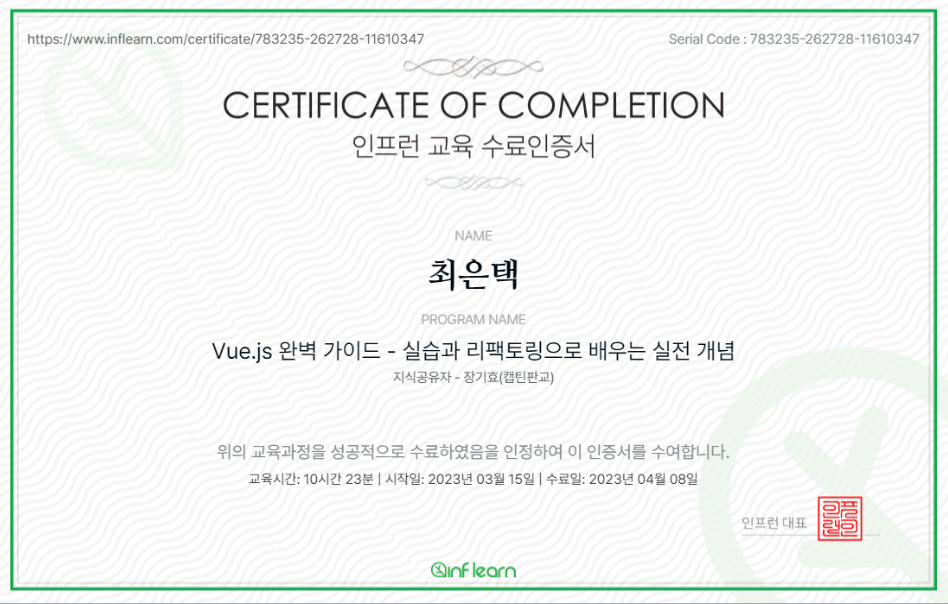 https://www.inflearn.com/certificate/783235-262728-11610347
Serial Code : 783235-262728-11610347
CERTIFICATE OF COMPLETION
인프런 교육 수료인증서
NAME
최은택
PROGRAM NAME
Vue.js 완벽 가이드 - 실습과 리팩토링으로 배우는 실전 개념
지식공유자 - 장기효(캡틴판교)
위의 교육과정을 성공적으로 수료하였음을 인정하여 이 인증서를 수여합니다.
교육시간: 10시간 23분 | 시작일: 2023년 03월 15일 | 수료일: 2023년 04월 08일
인프런 대표
inflearn